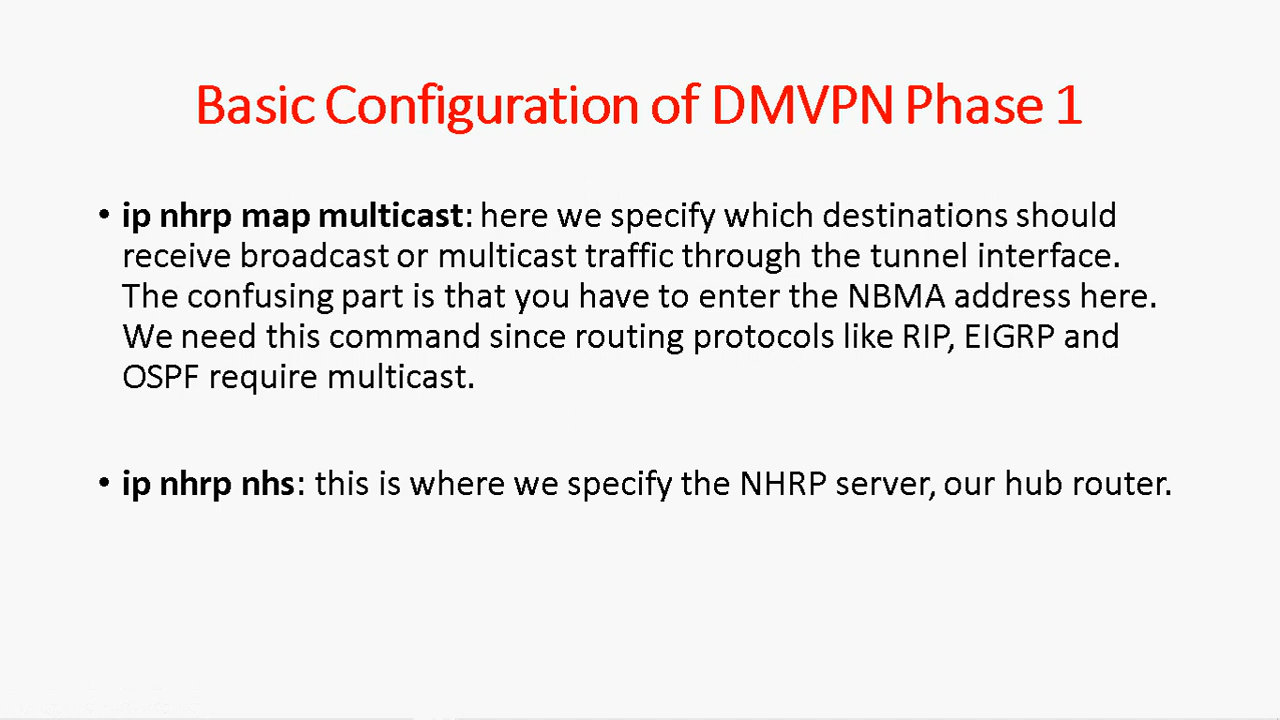 Basic Configuration of DMVPN Phase 1
• ip nhrp map multicast: here we specify which destinations should
receive broadcast or multicast traffic through the tunnel interface.
The confusing part is that you have to enter the NBMA address here.
We need this command since routing protocols like RIP, EIGRP and
OSPF require multicast.
• ip nhrp nhs: this is where we specify the NHRP server, our hub router.